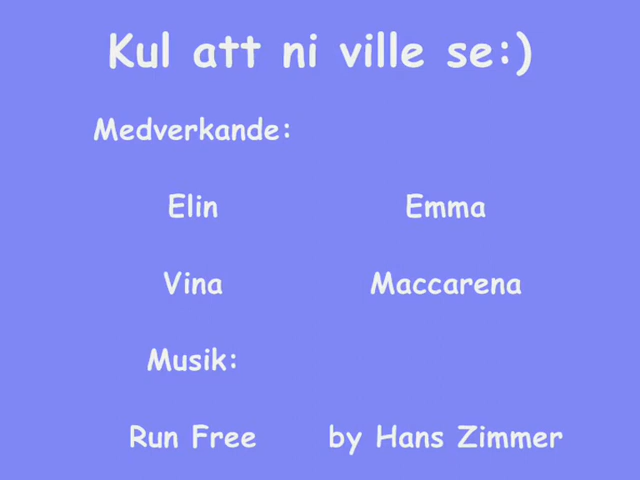 Kul att ni ville se:)
Medverkande:
Elin Emma
Vina Maccarena
Musik:
Run Free by Hans Zimmer